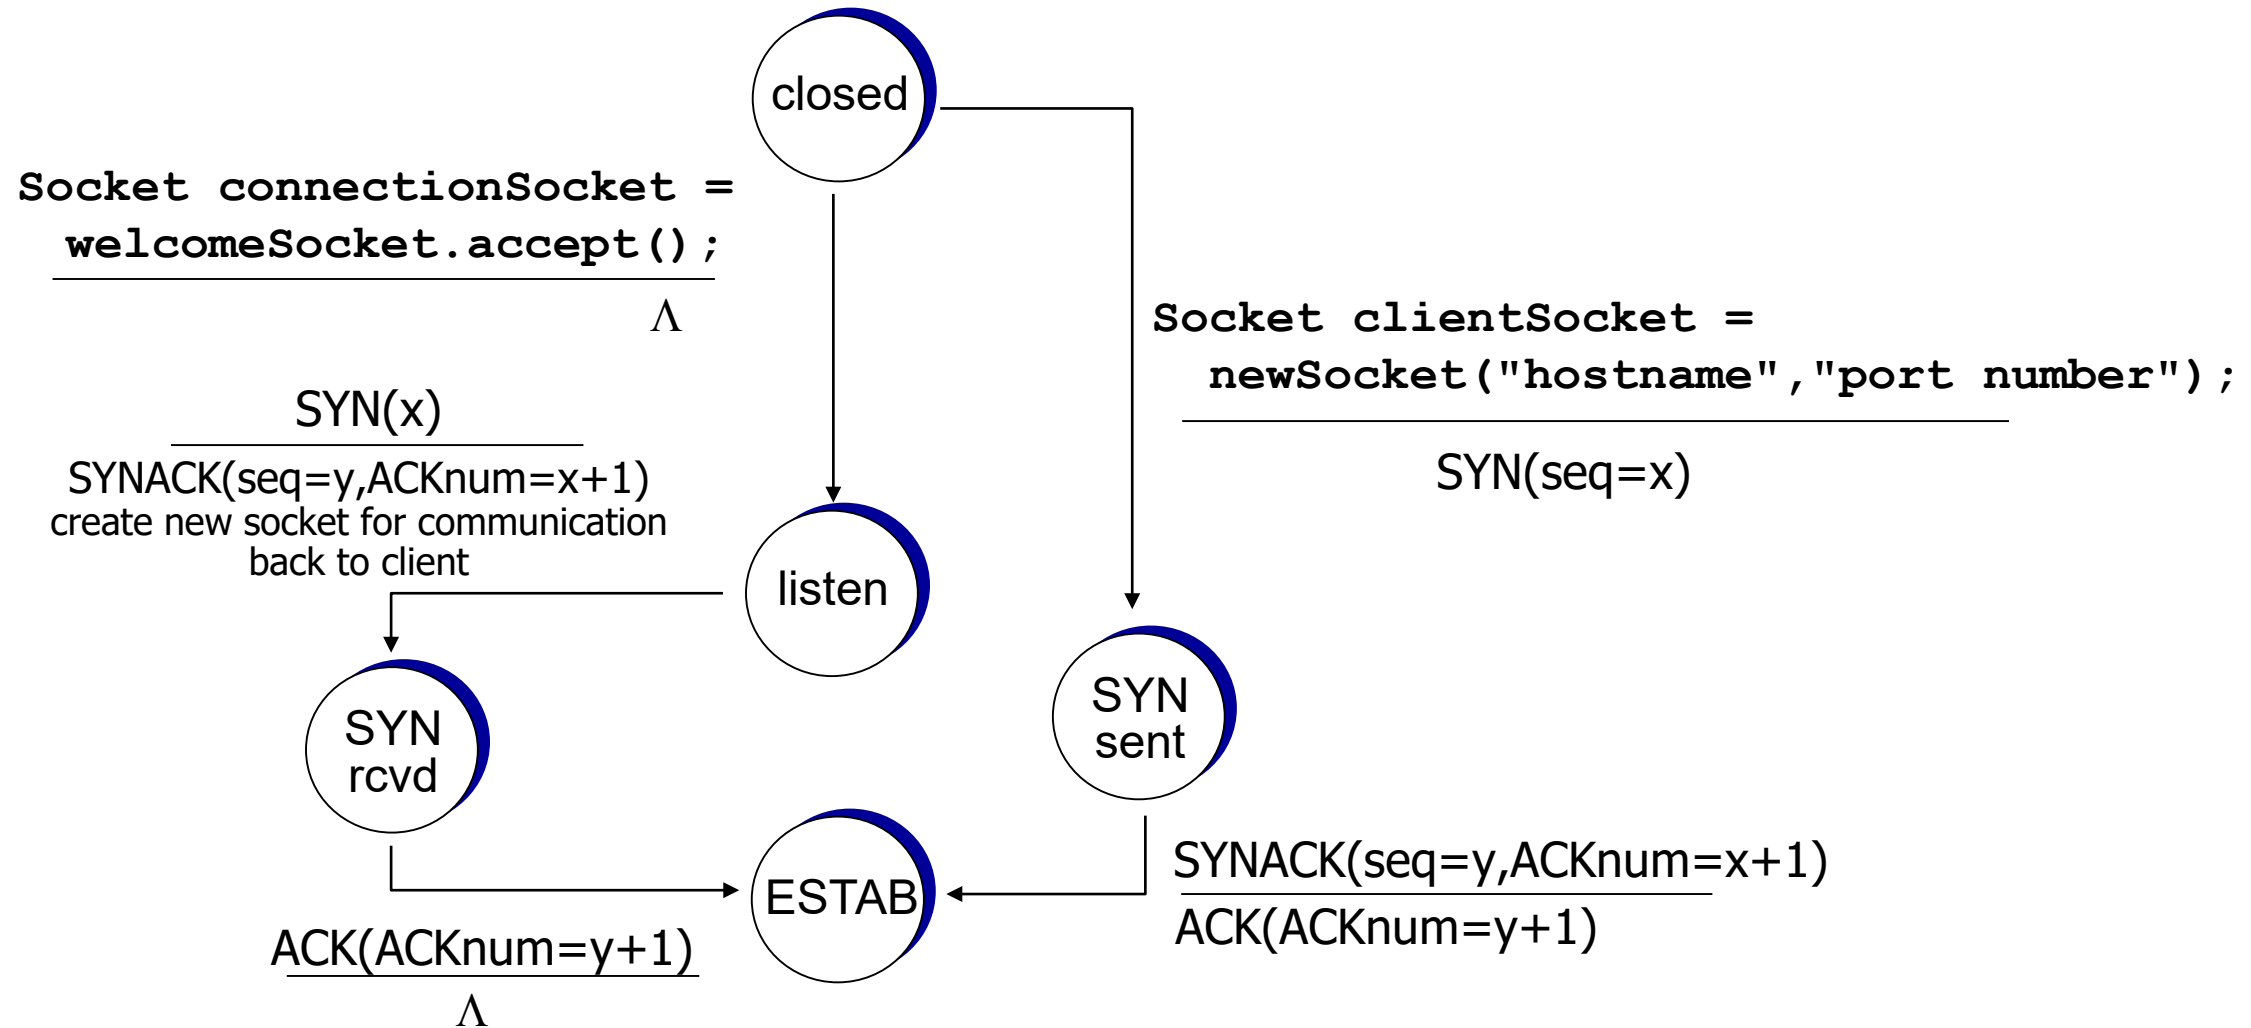 closed
Socket connectionSocket =
welcomeSocket.accept();
Λ
Socket clientSocket =
newSocket("hostname","port number");
SYN(seq=x)
SYN(x)
SYNACK(seq=y,ACKnum=x+1)
create new socket for communication
back to client
listen
SYN
rcvd
SYN
sent
ESTAB
SYNACK(seq=y,ACKnum=x+1)
ACK(ACKnum=y+1)
ACK(ACKnum=y+1)
Λ